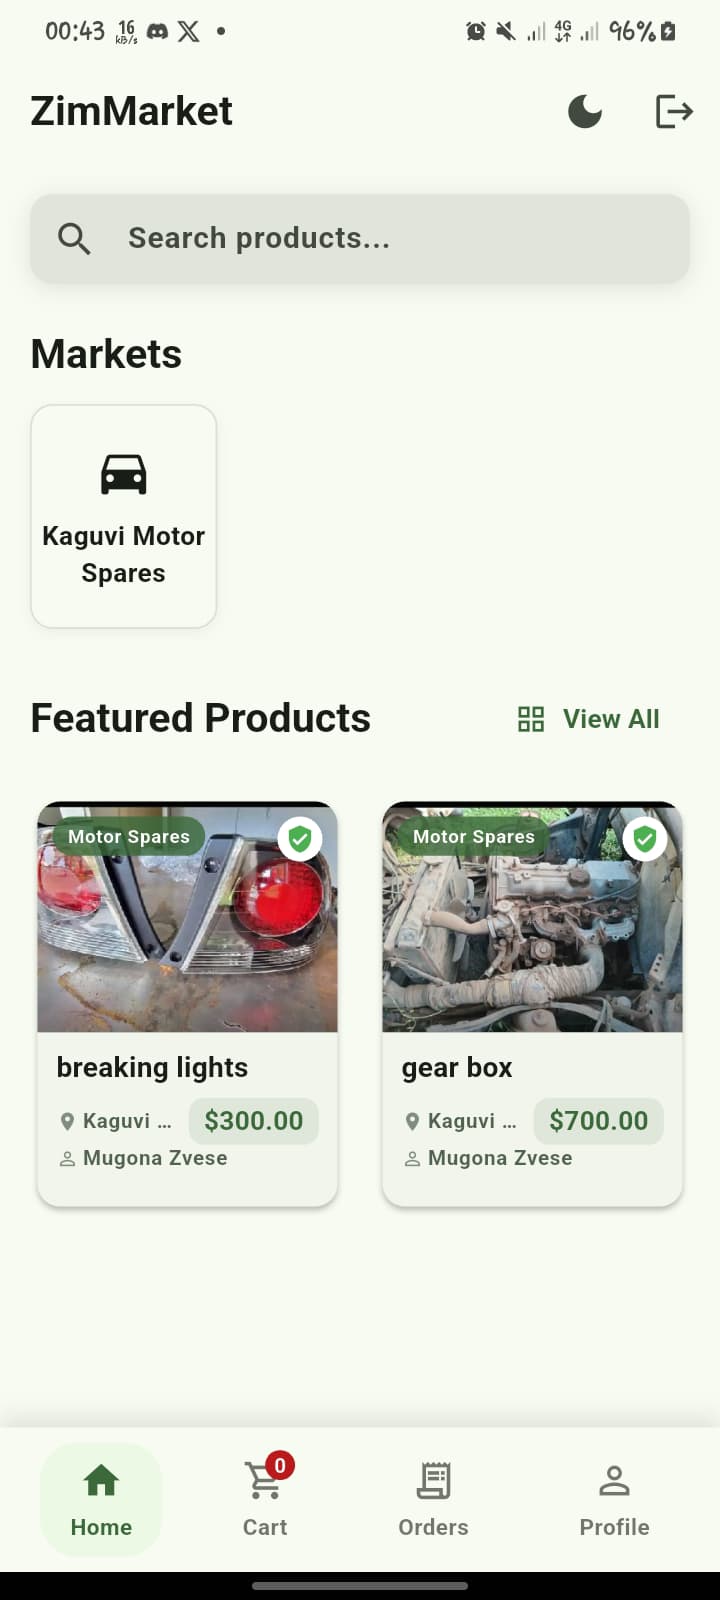 00:43 16 kB/s 4G 96%
ZimMarket
Search products...
Markets
Kaguvi Motor
Spares
Featured Products View All
Motor Spares
breaking lights
Kaguvi ... $300.00
Mugona Zvese
Motor Spares
gear box
Kaguvi ... $700.00
Mugona Zvese
0
Home Cart Orders Profile